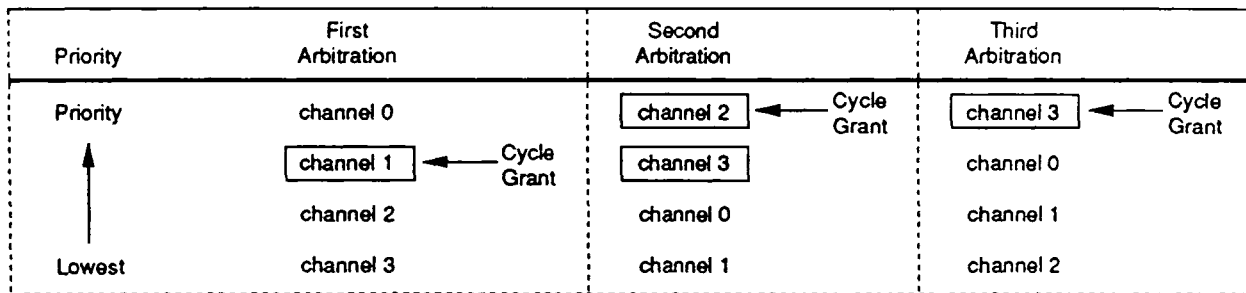 Priority
First
Arbitration
Second
Arbitration
Third
Arbitration
Priority
channel 0
channel 2
Cycle
Grant
channel 3
Cycle
Grant
channel 1
Cycle
Grant
channel 3
channel 0
channel 2
channel 0
channel 1
Lowest
channel 3
channel 1
channel 2